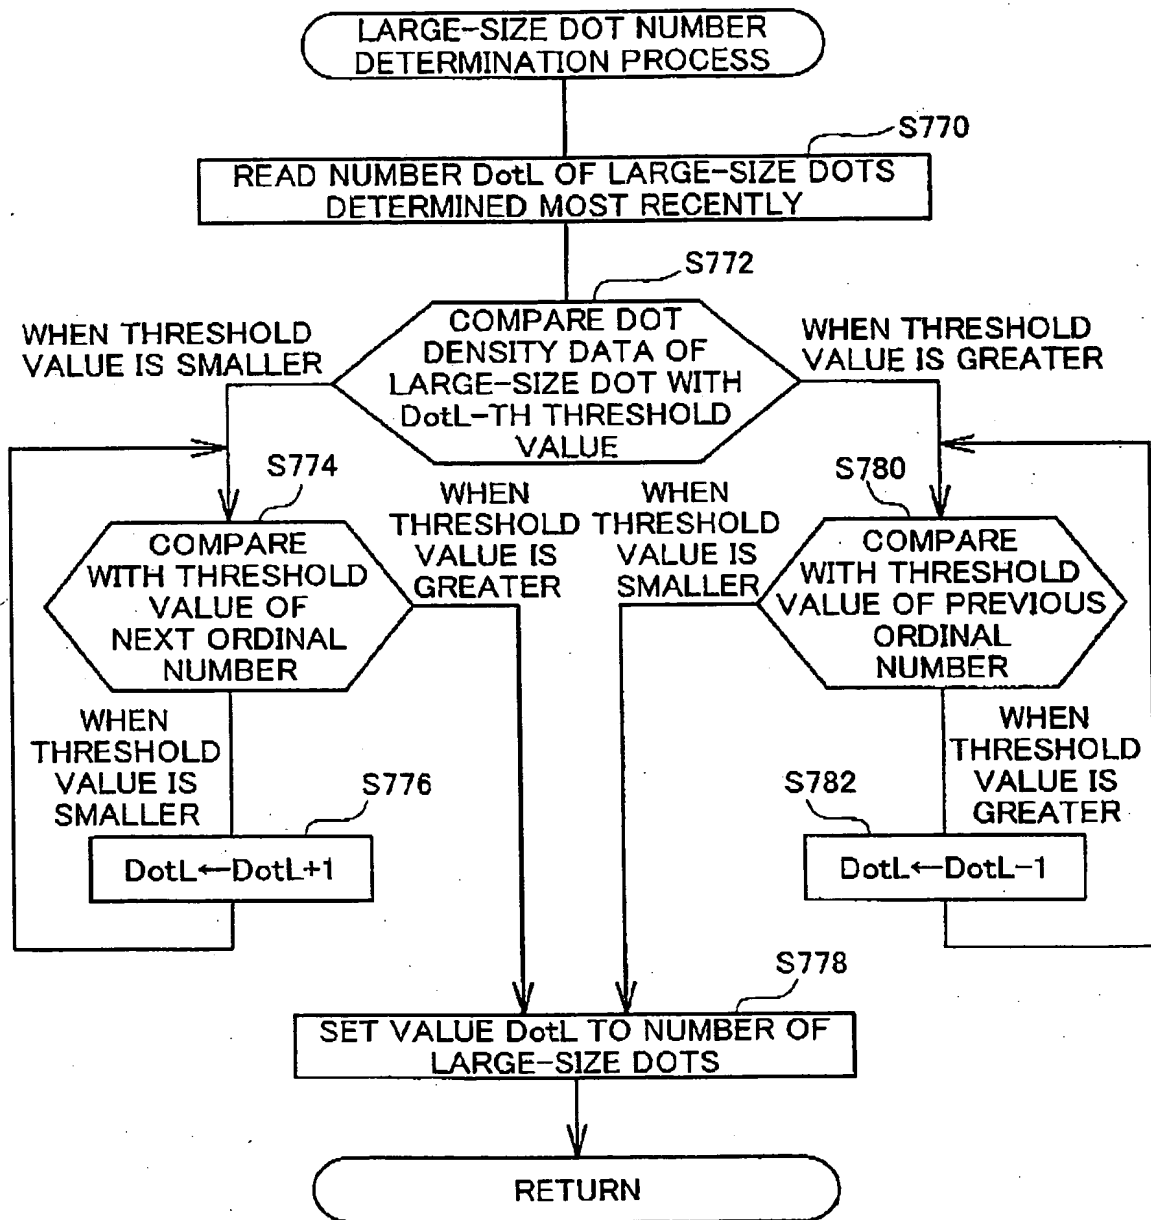 LARGE-SIZE DOT NUMBER
DETERMINATION PROCESS
S770
READ NUMBER DotL OF LARGE-SIZE DOTS
DETERMINED MOST RECENTLY
S772
COMPARE DOT
DENSITY DATA OF
LARGE-SIZE DOT WITH
DotL-TH THRESHOLD
VALUE
WHEN THRESHOLD
VALUE IS SMALLER
WHEN THRESHOLD
VALUE IS GREATER
S774
COMPARE
WITH THRESHOLD
VALUE OF
NEXT ORDINAL
NUMBER
WHEN
THRESHOLD
VALUE IS
GREATER
WHEN
THRESHOLD
VALUE IS
SMALLER
S780
COMPARE
WITH THRESHOLD
VALUE OF PREVIOUS
ORDINAL
NUMBER
WHEN
THRESHOLD
VALUE IS
SMALLER
S776
DotL←DotL+1
WHEN
THRESHOLD
VALUE IS
GREATER
S782
DotL←DotL-1
S778
SET VALUE DotL TO NUMBER OF
LARGE-SIZE DOTS
RETURN